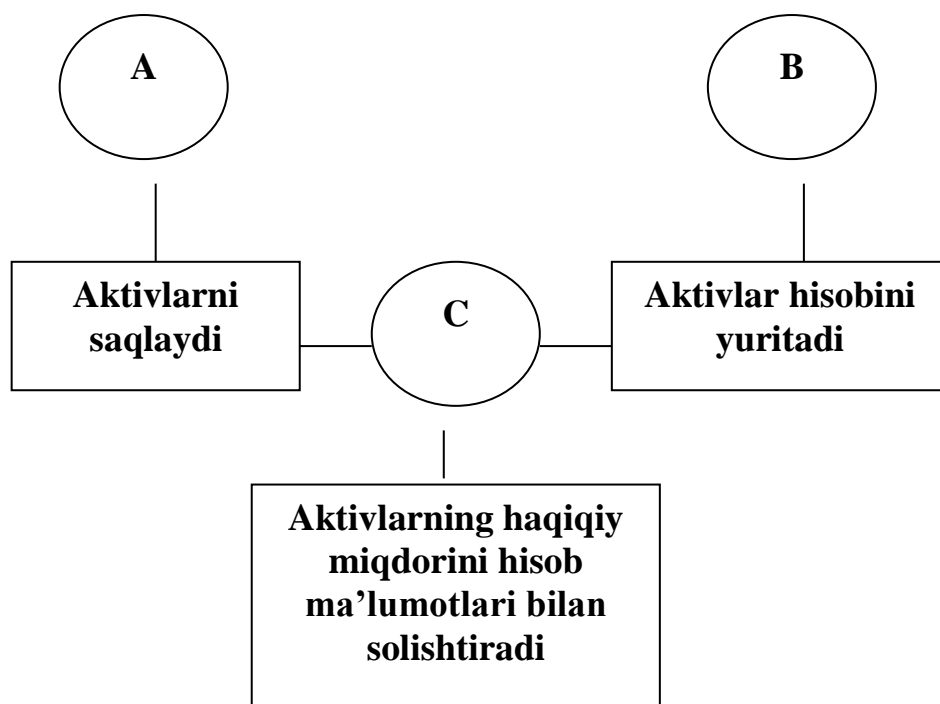 A
B
Aktivlarni
saqlaydi
C
Aktivlar hisobini
yuritadi
Aktivlarning haqiqiy
miqdorini hisob
ma’lumotlari bilan
solishtiradi